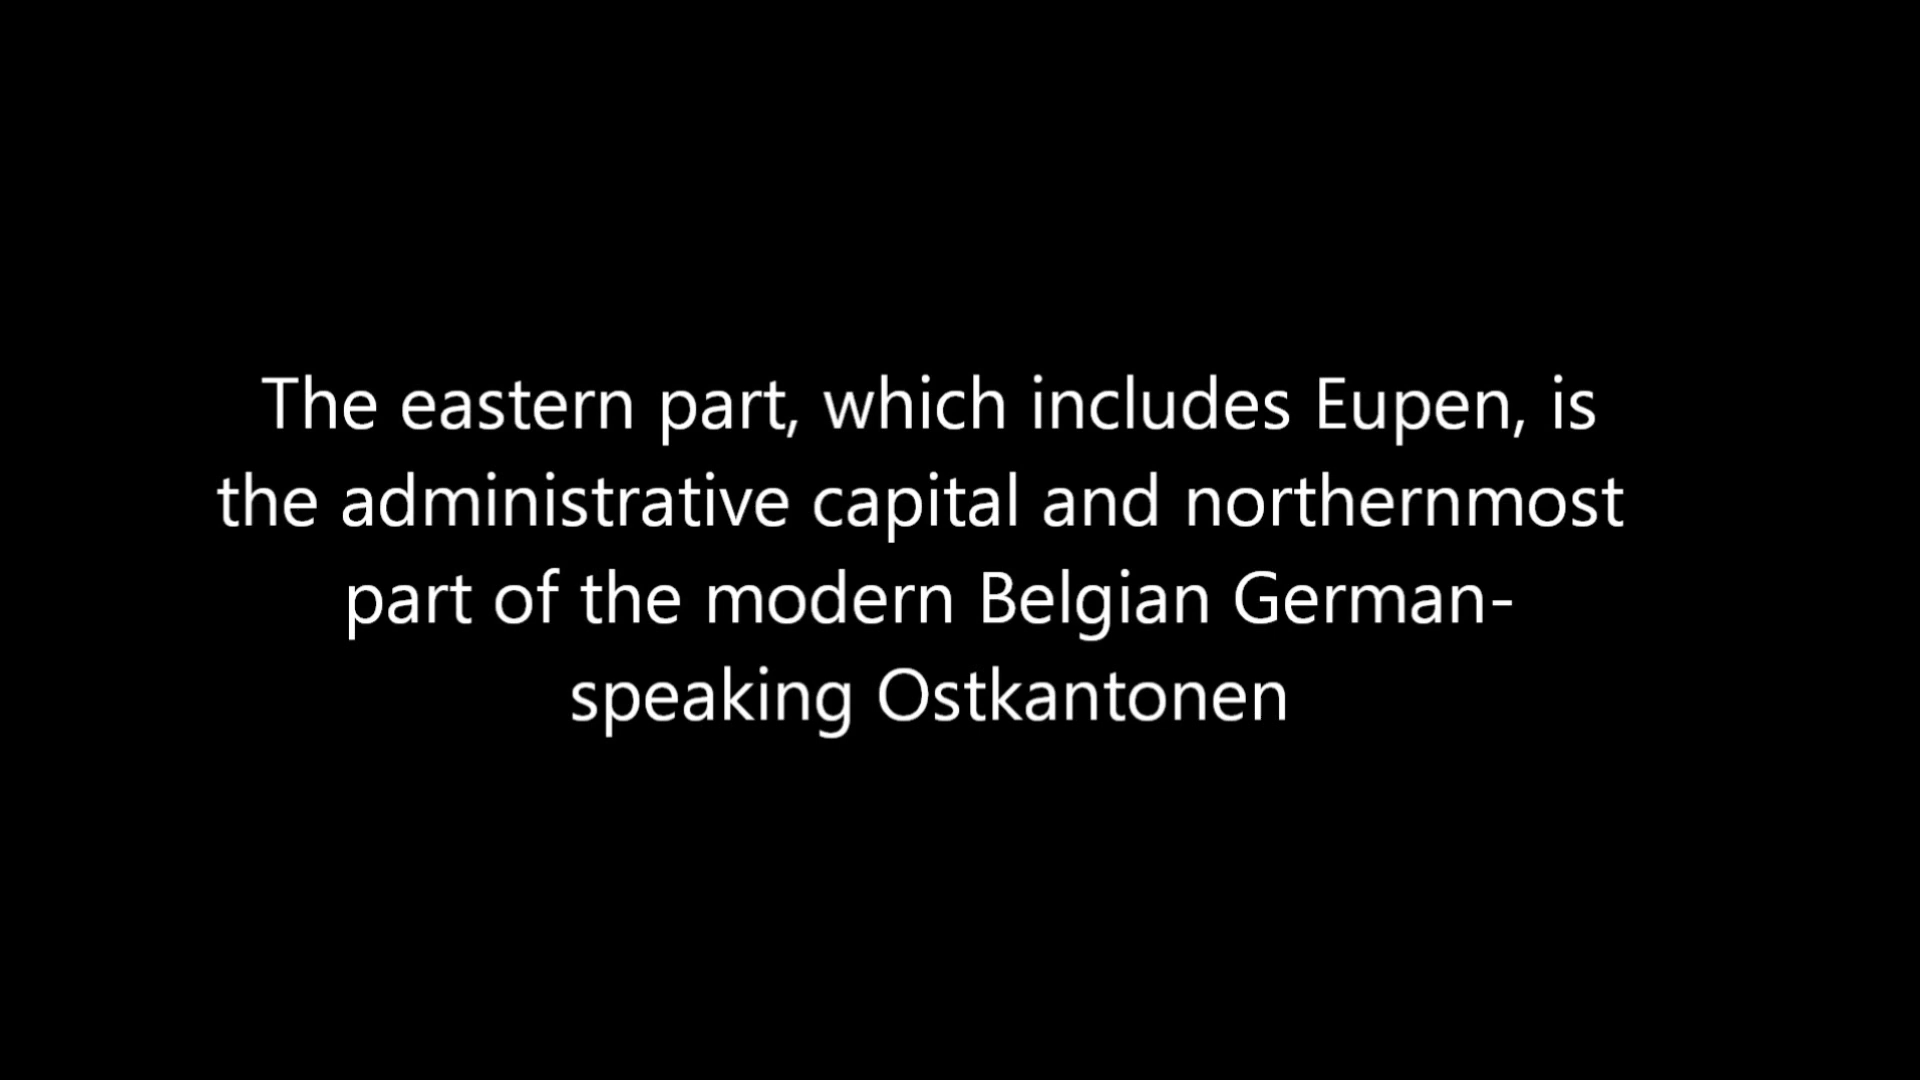 The eastern part, which includes Eupen, is
the administrative capital and northernmost
part of the modern Belgian German-
speaking Ostkantonen